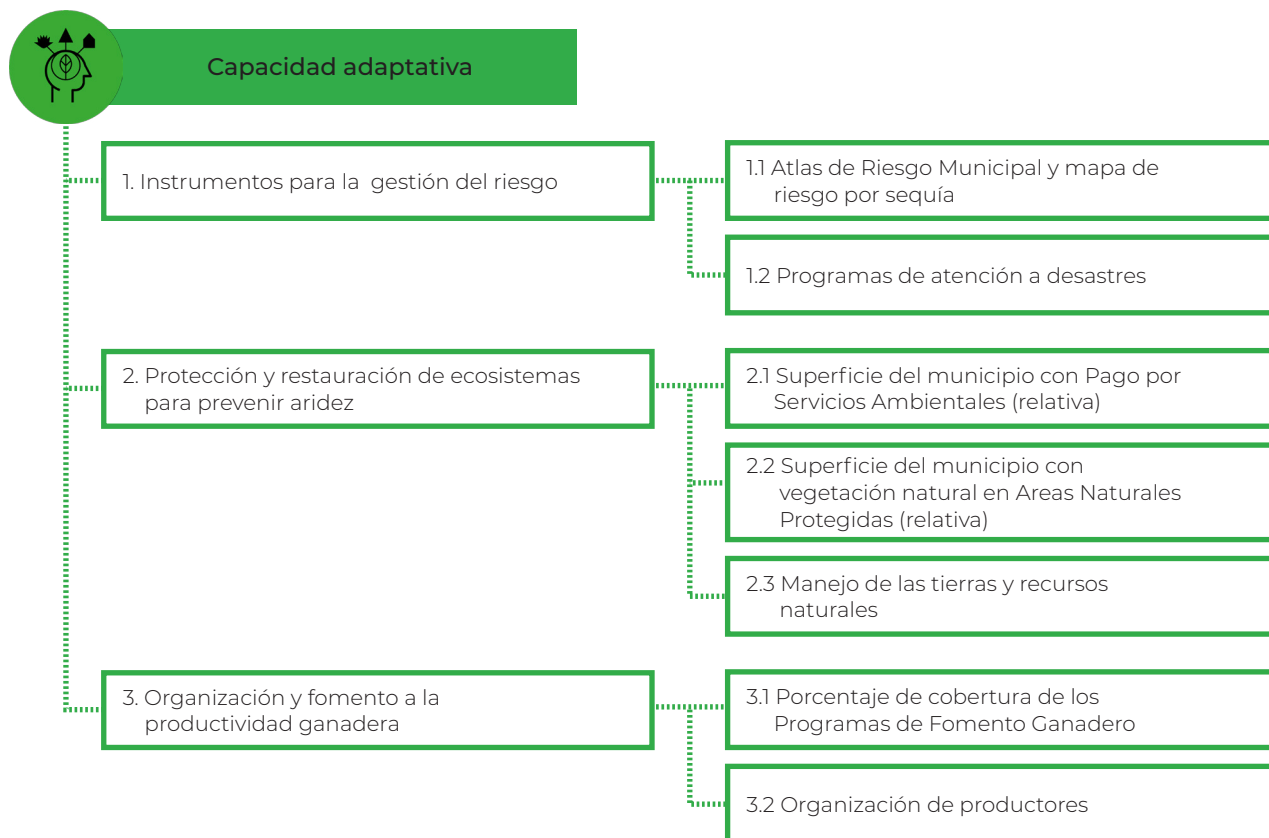 Capacidad adaptativa
1. Instrumentos para la gestión del riesgo
1.1 Atlas de Riesgo Municipal y mapa de
riesgo por sequía
1.2 Programas de atención a desastres
2. Protección y restauración de ecosistemas
para prevenir aridez
2.1 Superficie del municipio con Pago por
Servicios Ambientales (relativa)
2.2 Superficie del municipio con
vegetación natural en Areas Naturales
Protegidas (relativa)
2.3 Manejo de las tierras y recursos
naturales
3. Organización y fomento a la
productividad ganadera
3.1 Porcentaje de cobertura de los
Programas de Fomento Ganadero
3.2 Organización de productores